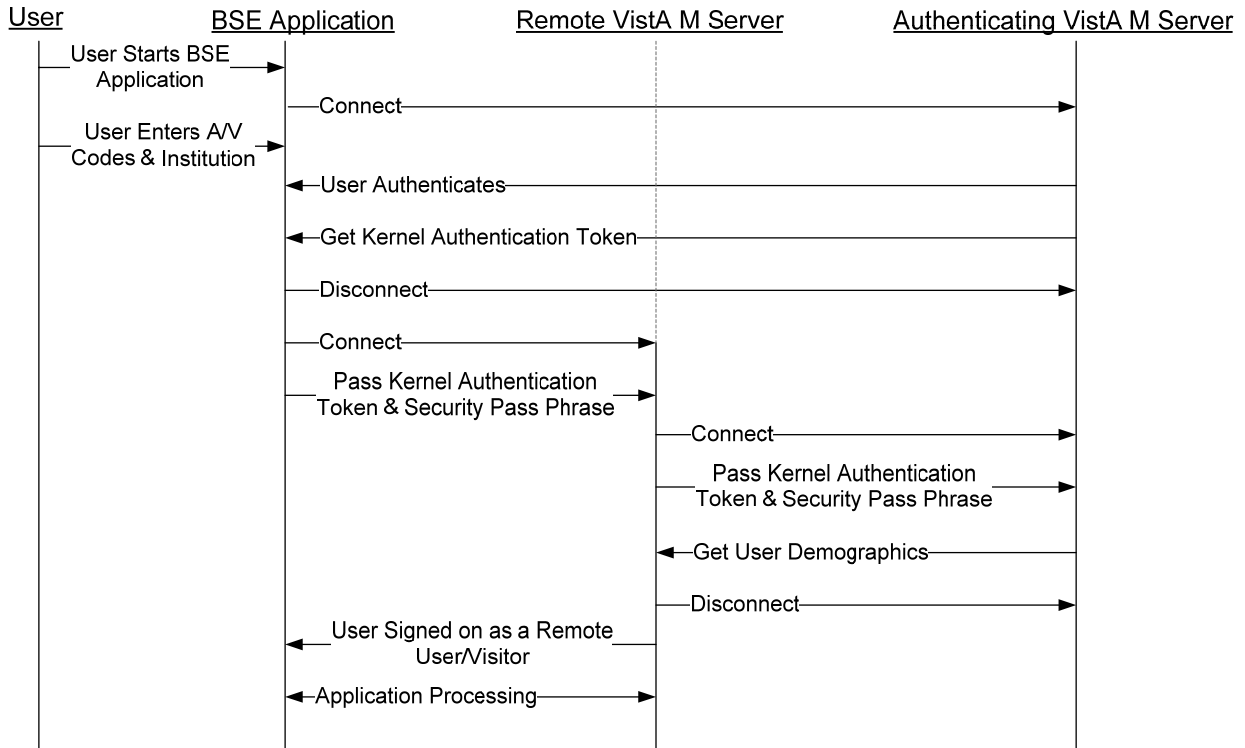 User
BSE Application
Remote VistA M Server
Authenticating VistA M Server
User Starts BSE
Application
Connect
User Enters A/V
Codes & Institution
User Authenticates
Get Kernel Authentication Token
Disconnect
Connect
Pass Kernel Authentication
Token & Security Pass Phrase
Connect
Pass Kernel Authentication
Token & Security Pass Phrase
Get User Demographics
Disconnect
User Signed on as a Remote
User/Visitor
Application Processing